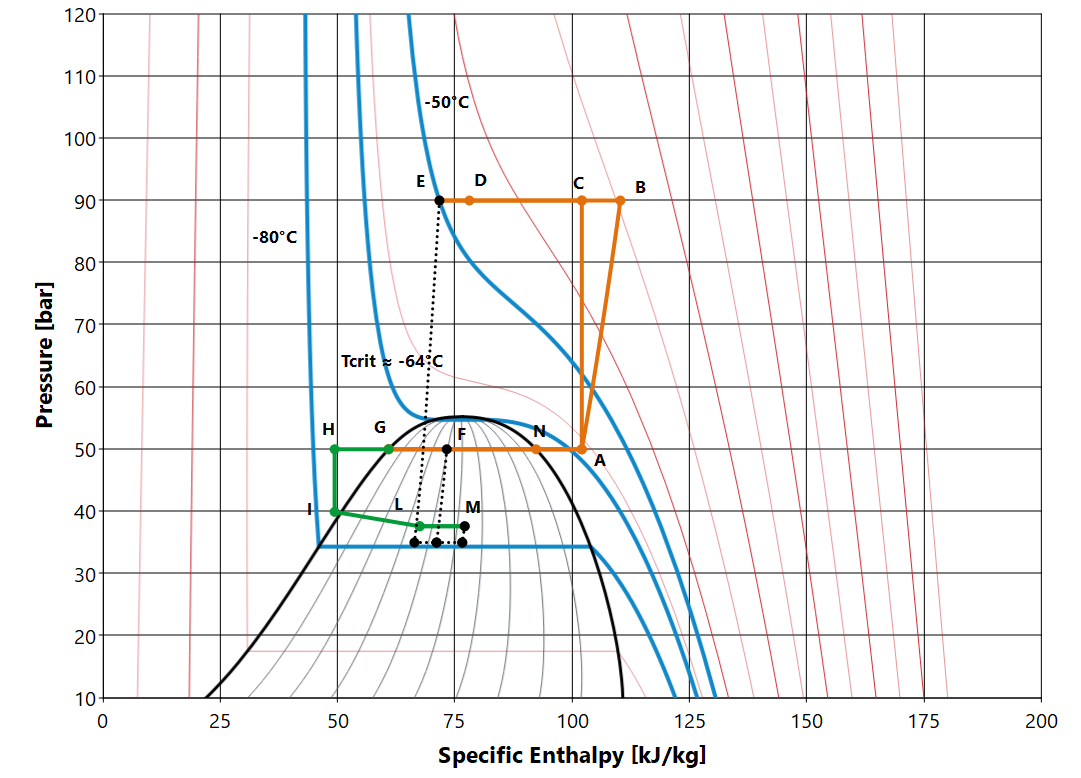 120
110
100
90
80
70
60
50
40
30
20
10
Pressure [bar]
-50°C
E
D
C
B
-80°C
Tcrit ≈ -64°C
H
G
F
N
A
I
L
M
0
25
50
75
100
125
150
175
200
Specific Enthalpy [kJ/kg]